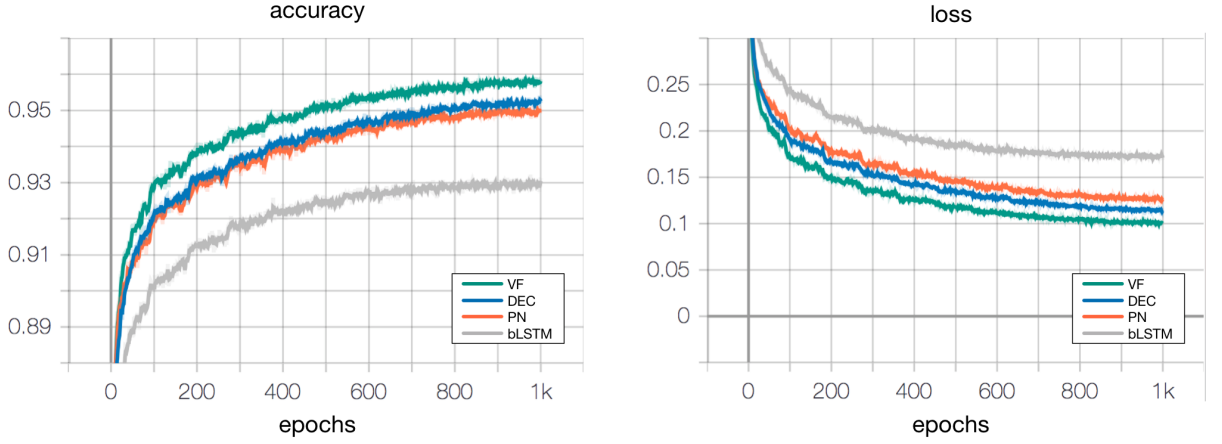 accuracy
0.95
0.93
0.91
0.89
VF
DEC
PN
bLSTM
0 200 400 600 800 1k
epochs
loss
0.25
0.2
0.15
0.1
0.05
0
VF
DEC
PN
bLSTM
0 200 400 600 800 1k
epochs